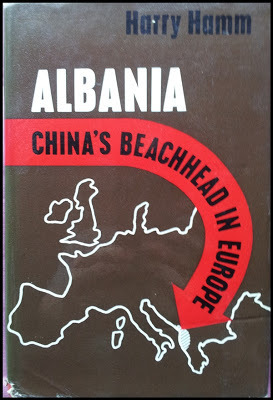 Harry Hamm
ALBANIA
CHINA'S BEACHHEAD IN EUROPE